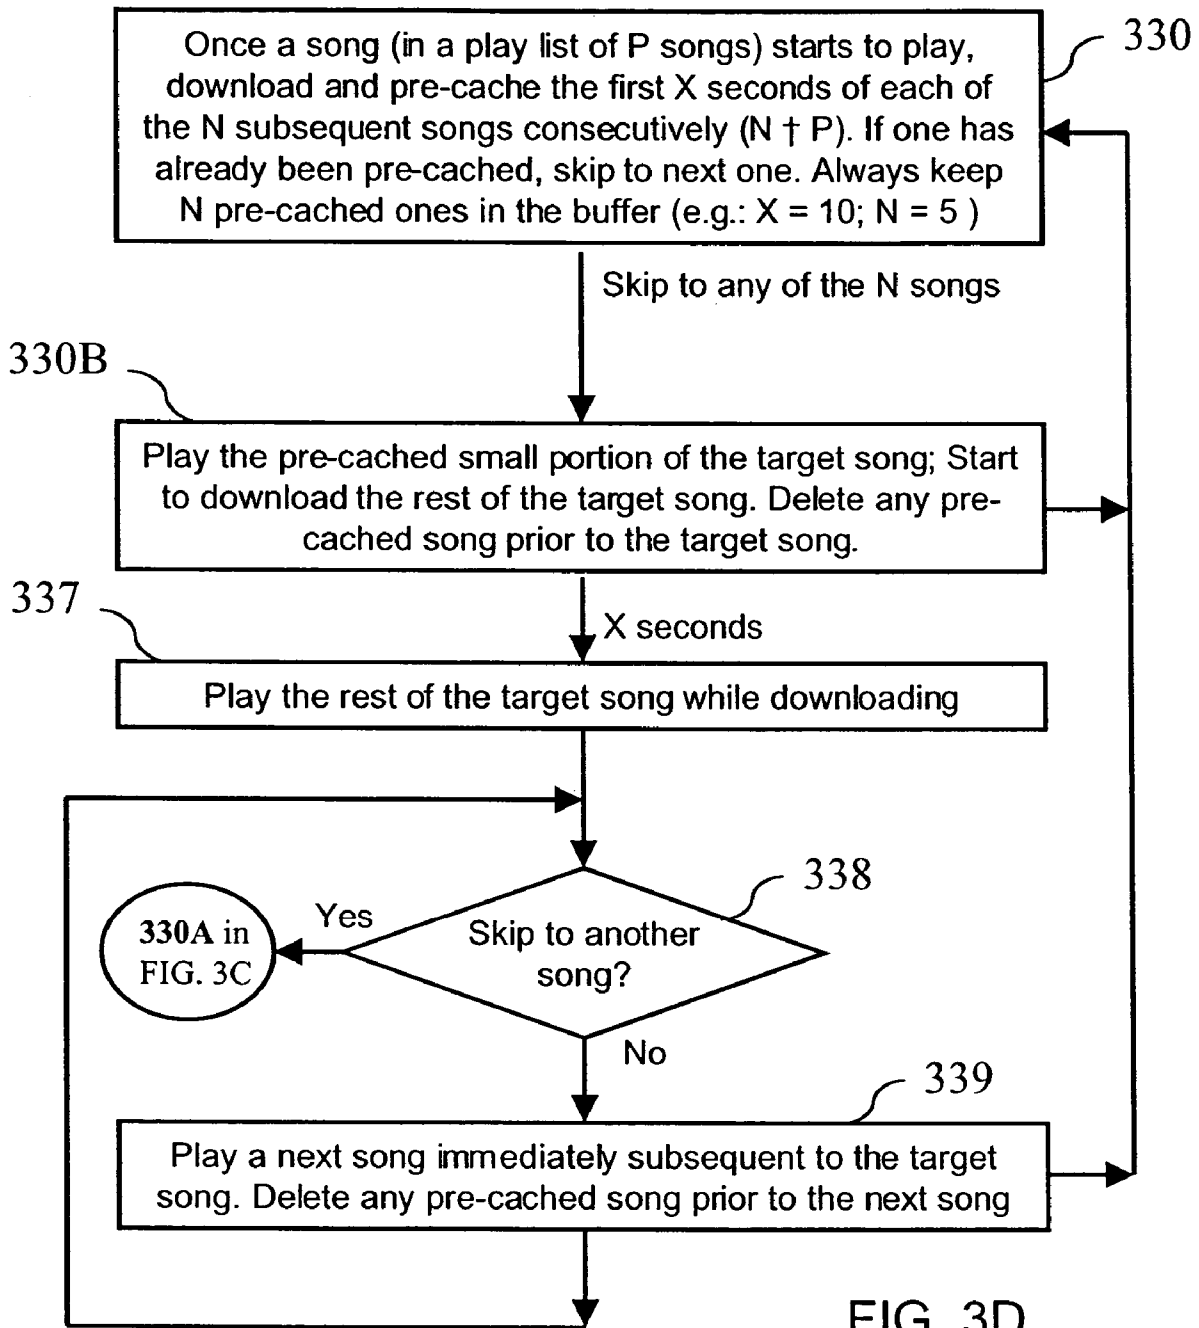 Once a song (in a play list of P songs) starts to play,
download and pre-cache the first X seconds of each of
the N subsequent songs consecutively (N † P). If one has
already been pre-cached, skip to next one. Always keep
N pre-cached ones in the buffer (e.g.: X = 10; N = 5 )
330
Skip to any of the N songs
330B
Play the pre-cached small portion of the target song; Start
to download the rest of the target song. Delete any pre-
cached song prior to the target song.
337
X seconds
Play the rest of the target song while downloading
338
Skip to another
song?
Yes
330A in
FIG. 3C
No
339
Play a next song immediately subsequent to the target
song. Delete any pre-cached song prior to the next song
FIG. 3D